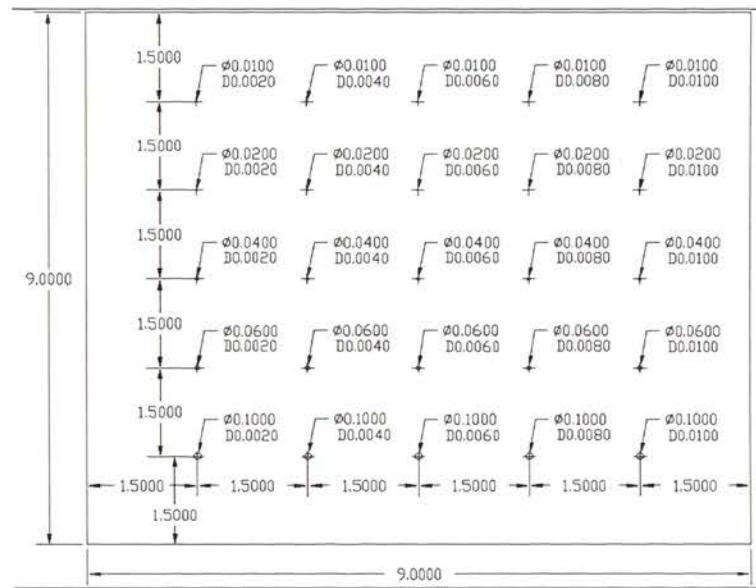 1.5000
ø0.0100 ø0.0100 ø0.0100 ø0.0100 ø0.0100
D0.0020 D0.0040 D0.0060 D0.0080 D0.0100
1.5000
ø0.0200 ø0.0200 ø0.0200 ø0.0200 ø0.0200
D0.0020 D0.0040 D0.0060 D0.0080 D0.0100
1.5000
ø0.0400 ø0.0400 ø0.0400 ø0.0400 ø0.0400
D0.0020 D0.0040 D0.0060 D0.0080 D0.0100
9.0000
1.5000
ø0.0600 ø0.0600 ø0.0600 ø0.0600 ø0.0600
D0.0020 D0.0040 D0.0060 D0.0080 D0.0100
1.5000
ø0.1000 ø0.1000 ø0.1000 ø0.1000 ø0.1000
D0.0020 D0.0040 D0.0060 D0.0080 D0.0100
1.5000 1.5000 1.5000 1.5000 1.5000 1.5000
1.5000
9.0000